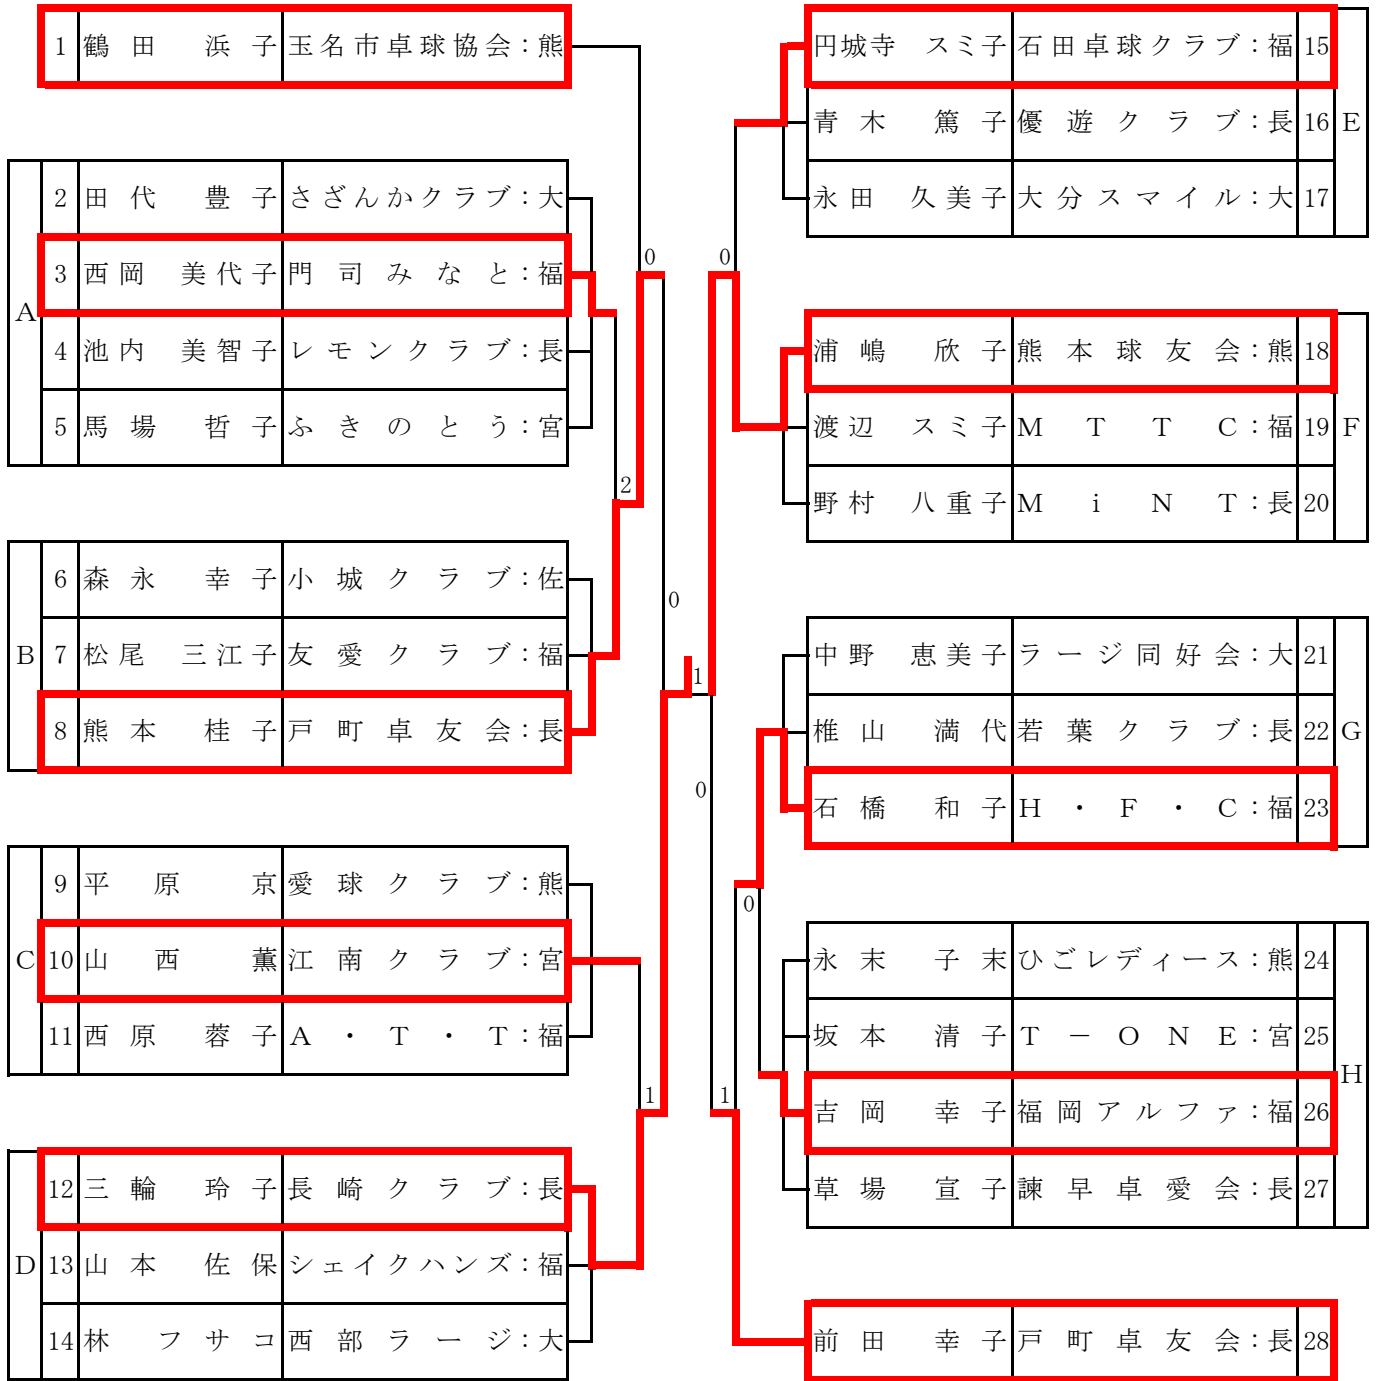 1 鶴田 浜子 玉名市卓球協会：熊
A
2 田代 豊子 さざんかクラブ：大
3 西岡 美代子 門司みなと：福
4 池内 美智子 レモンクラブ：長
5 馬場 哲子 ふきのとう：宮
B
6 森永 幸子 小城クラブ：佐
7 松尾 三江子 友愛クラブ：福
8 熊本 桂子 戸町卓友会：長
C
9 平原 京 愛球クラブ：熊
10 山西 薫 江南クラブ：宮
11 西原 蓉子 A・T・T：福
D
12 三輪 玲子 長崎クラブ：長
13 山本 佐保 シェイクハンズ：福
14 林 フサコ 西部ラージ：大
0
2
0
1
1
0
0
0
1
円城寺 スミ子 石田卓球クラブ：福 15
青木 篤子 優遊クラブ：長 16
永田 久美子 大分スマイル：大 17
E
浦嶋 欣子 熊本球友会：熊 18
渡辺 スミ子 MTTC：福 19
野村 八重子 MiNT：長 20
F
中野 恵美子 ラージ同好会：大 21
椎山 満代 若葉クラブ：長 22
石橋 和子 H・F・C：福 23
G
永末 子末 ひごレディース：熊 24
坂本 清子 T－ONE：宮 25
吉岡 幸子 福岡アルファ：福 26
草場 宣子 諫早卓愛会：長 27
H
前田 幸子 戸町卓友会：長 28